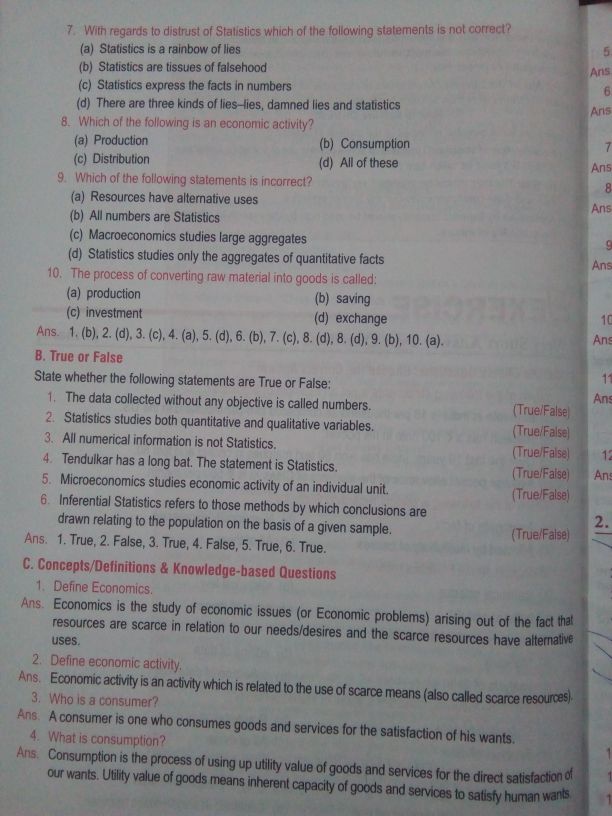 7. With regards to distrust of Statistics which of the following statements is not correct?
(a) Statistics is a rainbow of lies
(b) Statistics are tissues of falsehood
(c) Statistics express the facts in numbers
(d) There are three kinds of lies–lies, damned lies and statistics
8. Which of the following is an economic activity?
(a) Production (b) Consumption
(c) Distribution (d) All of these
9. Which of the following statements is incorrect?
(a) Resources have alternative uses
(b) All numbers are Statistics
(c) Macroeconomics studies large aggregates
(d) Statistics studies only the aggregates of quantitative facts
10. The process of converting raw material into goods is called:
(a) production (b) saving
(c) investment (d) exchange
Ans. 1. (b), 2. (d), 3. (c), 4. (a), 5. (d), 6. (b), 7. (c), 8. (d), 8. (d), 9. (b), 10. (a).
B. True or False
State whether the following statements are True or False:
1. The data collected without any objective is called numbers. (True/False)
2. Statistics studies both quantitative and qualitative variables. (True/False)
3. All numerical information is not Statistics. (True/False)
4. Tendulkar has a long bat. The statement is Statistics. (True/False)
5. Microeconomics studies economic activity of an individual unit. (True/False)
6. Inferential Statistics refers to those methods by which conclusions are
drawn relating to the population on the basis of a given sample. (True/False)
Ans. 1. True, 2. False, 3. True, 4. False, 5. True, 6. True.
C. Concepts/Definitions & Knowledge-based Questions
1. Define Economics.
Ans. Economics is the study of economic issues (or Economic problems) arising out of the fact that
resources are scarce in relation to our needs/desires and the scarce resources have alternative
uses.
2. Define economic activity.
Ans. Economic activity is an activity which is related to the use of scarce means (also called scarce resources).
3. Who is a consumer?
Ans. A consumer is one who consumes goods and services for the satisfaction of his wants.
4. What is consumption?
Ans. Consumption is the process of using up utility value of goods and services for the direct satisfaction of
our wants. Utility value of goods means inherent capacity of goods and services to satisfy human wants.
5
Ans
6
Ans
7
Ans
8
Ans
9
Ans
10
Ans
11
Ans
12
Ans
2.